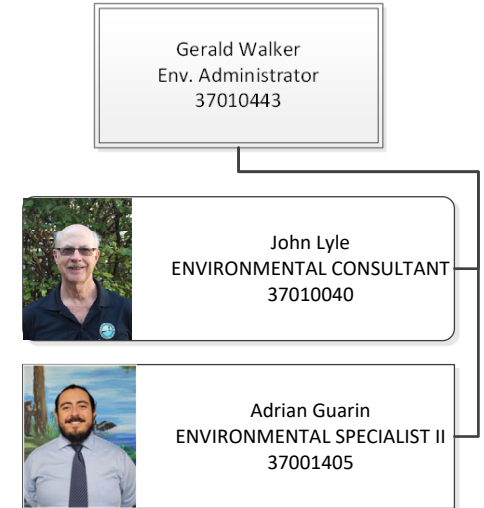 Gerald Walker
Env. Administrator
37010443
John Lyle
ENVIRONMENTAL CONSULTANT
37010040
Adrian Guarin
ENVIRONMENTAL SPECIALIST II
37001405